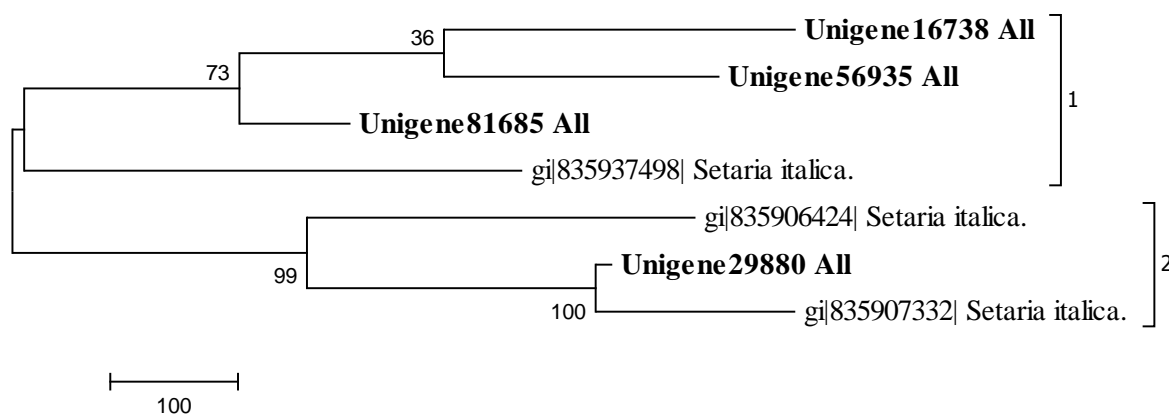 Unigene16738 All
36
Unigene56935 All
73
1
Unigene81685 All
gi|835937498| Setaria italica.
gi|835906424| Setaria italica.
Unigene29880 All
2
99
100
gi|835907332| Setaria italica.
100